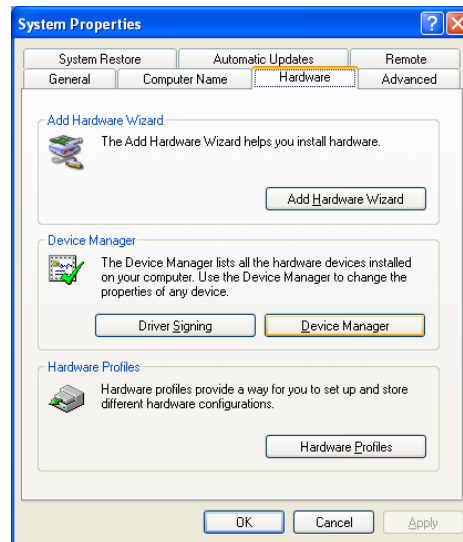 System Properties
System Restore Automatic Updates Remote
General Computer Name Hardware Advanced
Add Hardware Wizard
The Add Hardware Wizard helps you install hardware.
Add Hardware Wizard
Device Manager
The Device Manager lists all the hardware devices installed
on your computer. Use the Device Manager to change the
properties of any device.
Driver Signing Device Manager
Hardware Profiles
Hardware profiles provide a way for you to set up and store
different hardware configurations.
Hardware Profiles
OK Cancel Apply